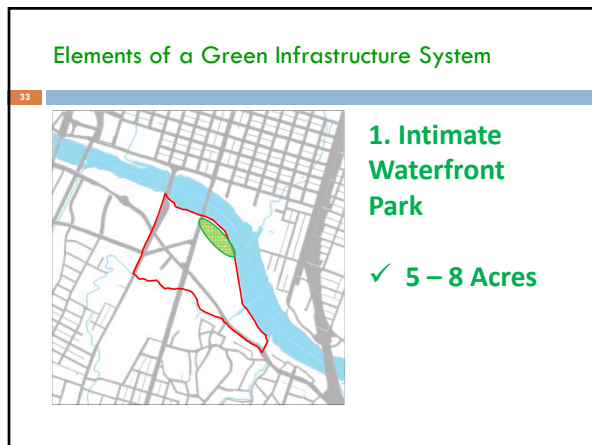 Elements of a Green Infrastructure System
33
1. Intimate
Waterfront
Park
✓ 5 – 8 Acres